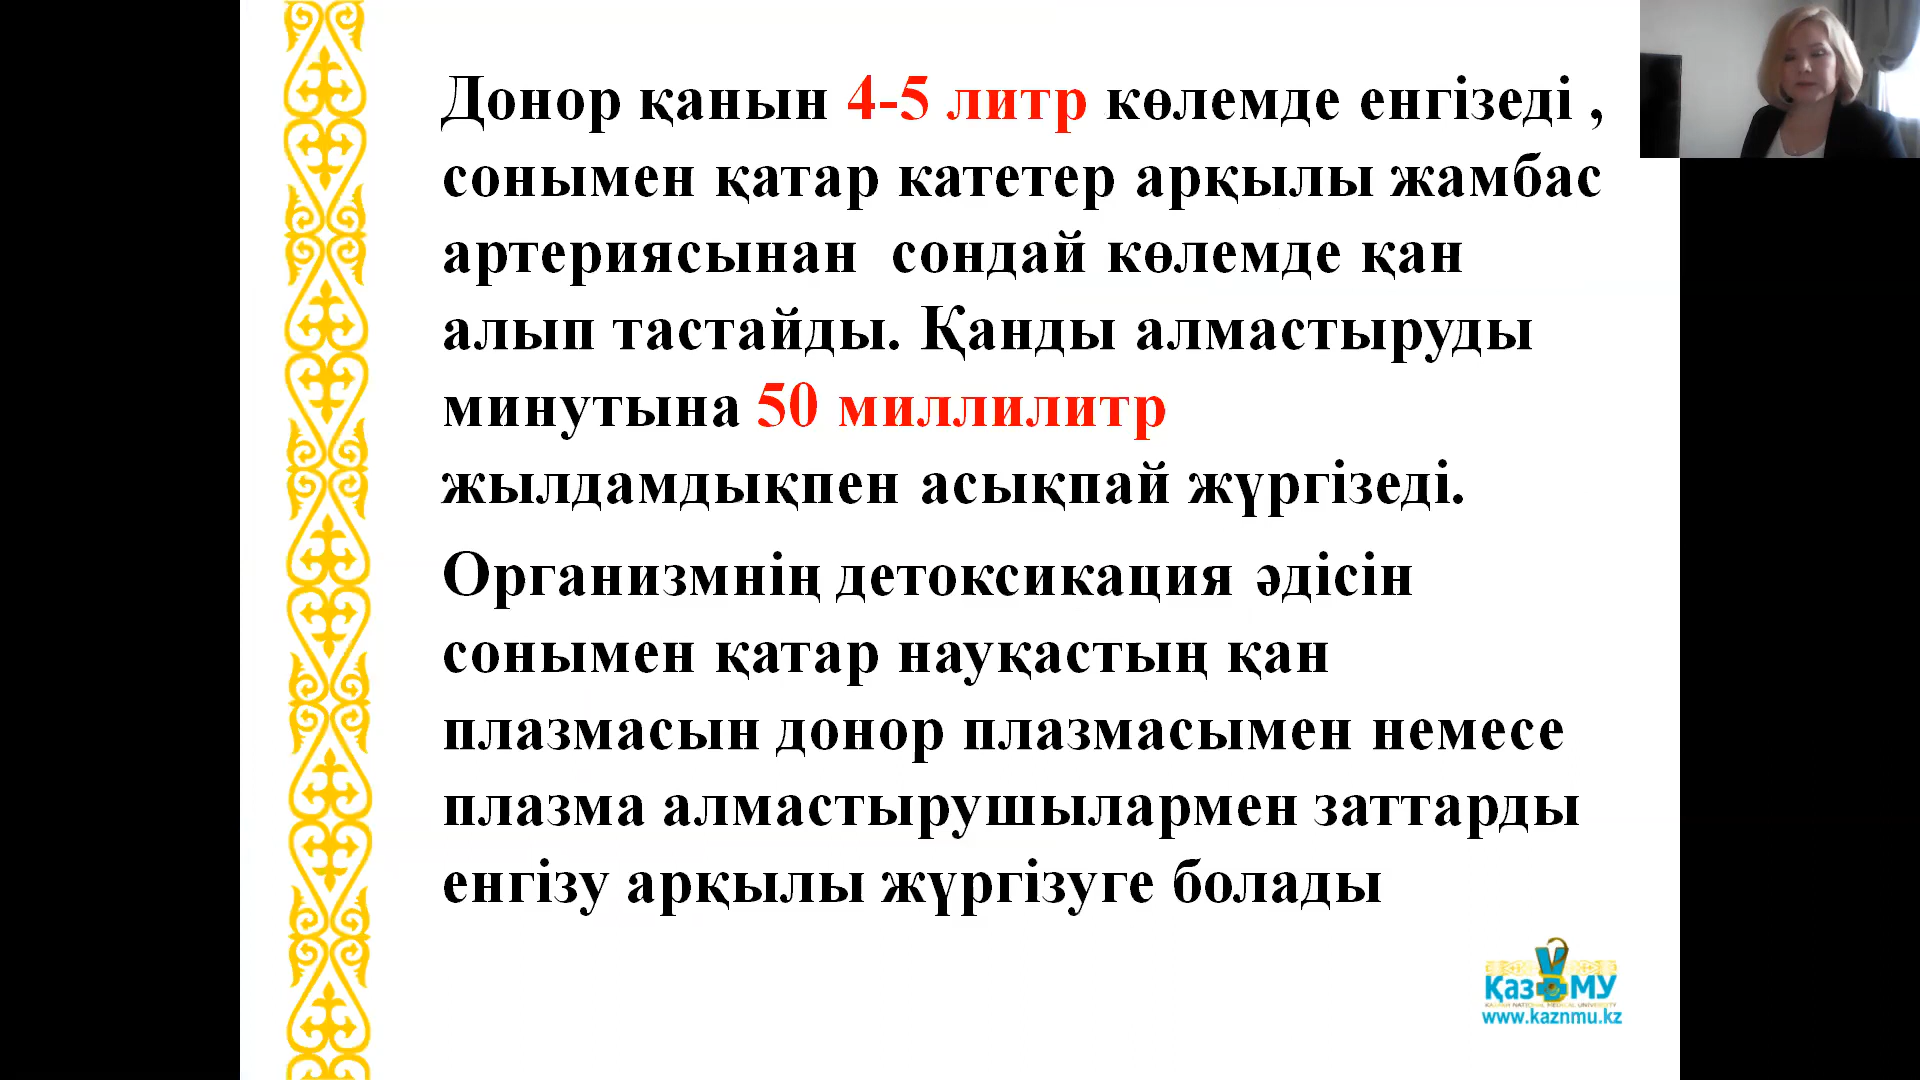 Донор қанын 4-5 литр көлемде енгізеді ,
сонымен қатар катетер арқылы жамбас
артериясынан сондай көлемде қан
алып тастайды. Қанды алмастыруды
минутына 50 миллилитр
жылдамдықпен асықпай жүргізеді.
Организмнің детоксикация әдісін
сонымен қатар науқастың қан
плазмасын донор плазмасымен немесе
плазма алмастырушылармен заттарды
енгізу арқылы жүргізуге болады
ҚазҰМУ
www.kaznmu.kz